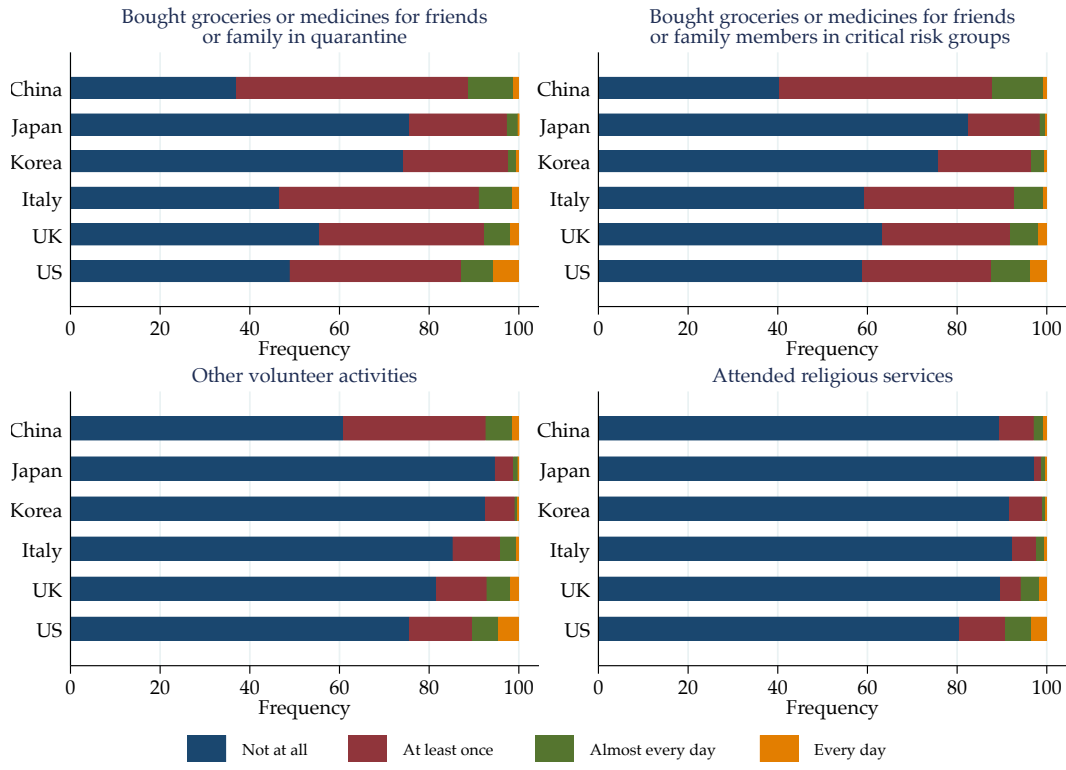 Bought groceries or medicines for friends
or family in quarantine
China
Japan
Korea
Italy
UK
US
0 20 40 60 80 100
Frequency
Bought groceries or medicines for friends
or family members in critical risk groups
China
Japan
Korea
Italy
UK
US
0 20 40 60 80 100
Frequency
Other volunteer activities
China
Japan
Korea
Italy
UK
US
0 20 40 60 80 100
Frequency
Attended religious services
China
Japan
Korea
Italy
UK
US
0 20 40 60 80 100
Frequency
Not at all At least once Almost every day Every day